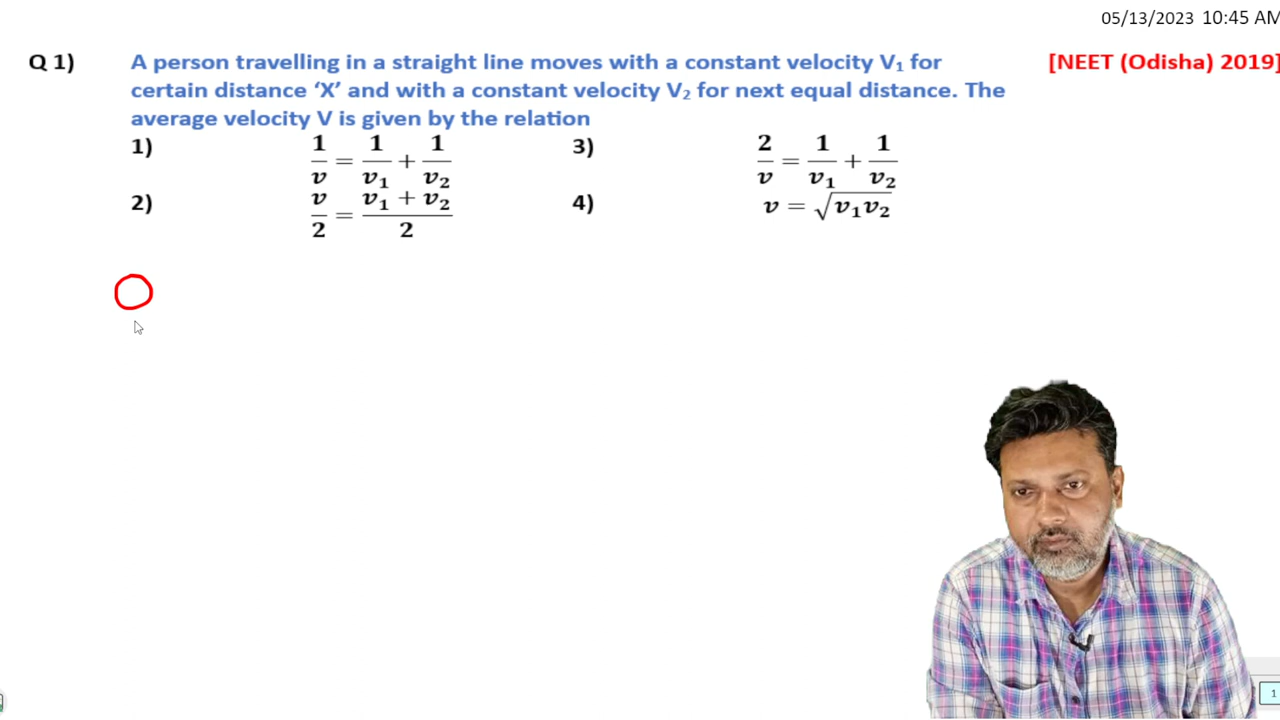 05/13/2023 10:45 AM
Q 1) A person travelling in a straight line moves with a constant velocity V₁ for [NEET (Odisha) 2019]
certain distance ‘X’ and with a constant velocity V₂ for next equal distance. The
average velocity V is given by the relation
1) 1/v = 1/v₁ + 1/v₂ 3) 2/v = 1/v₁ + 1/v₂
2) v/2 = (v₁ + v₂)/2 4) v = √v₁v₂
1